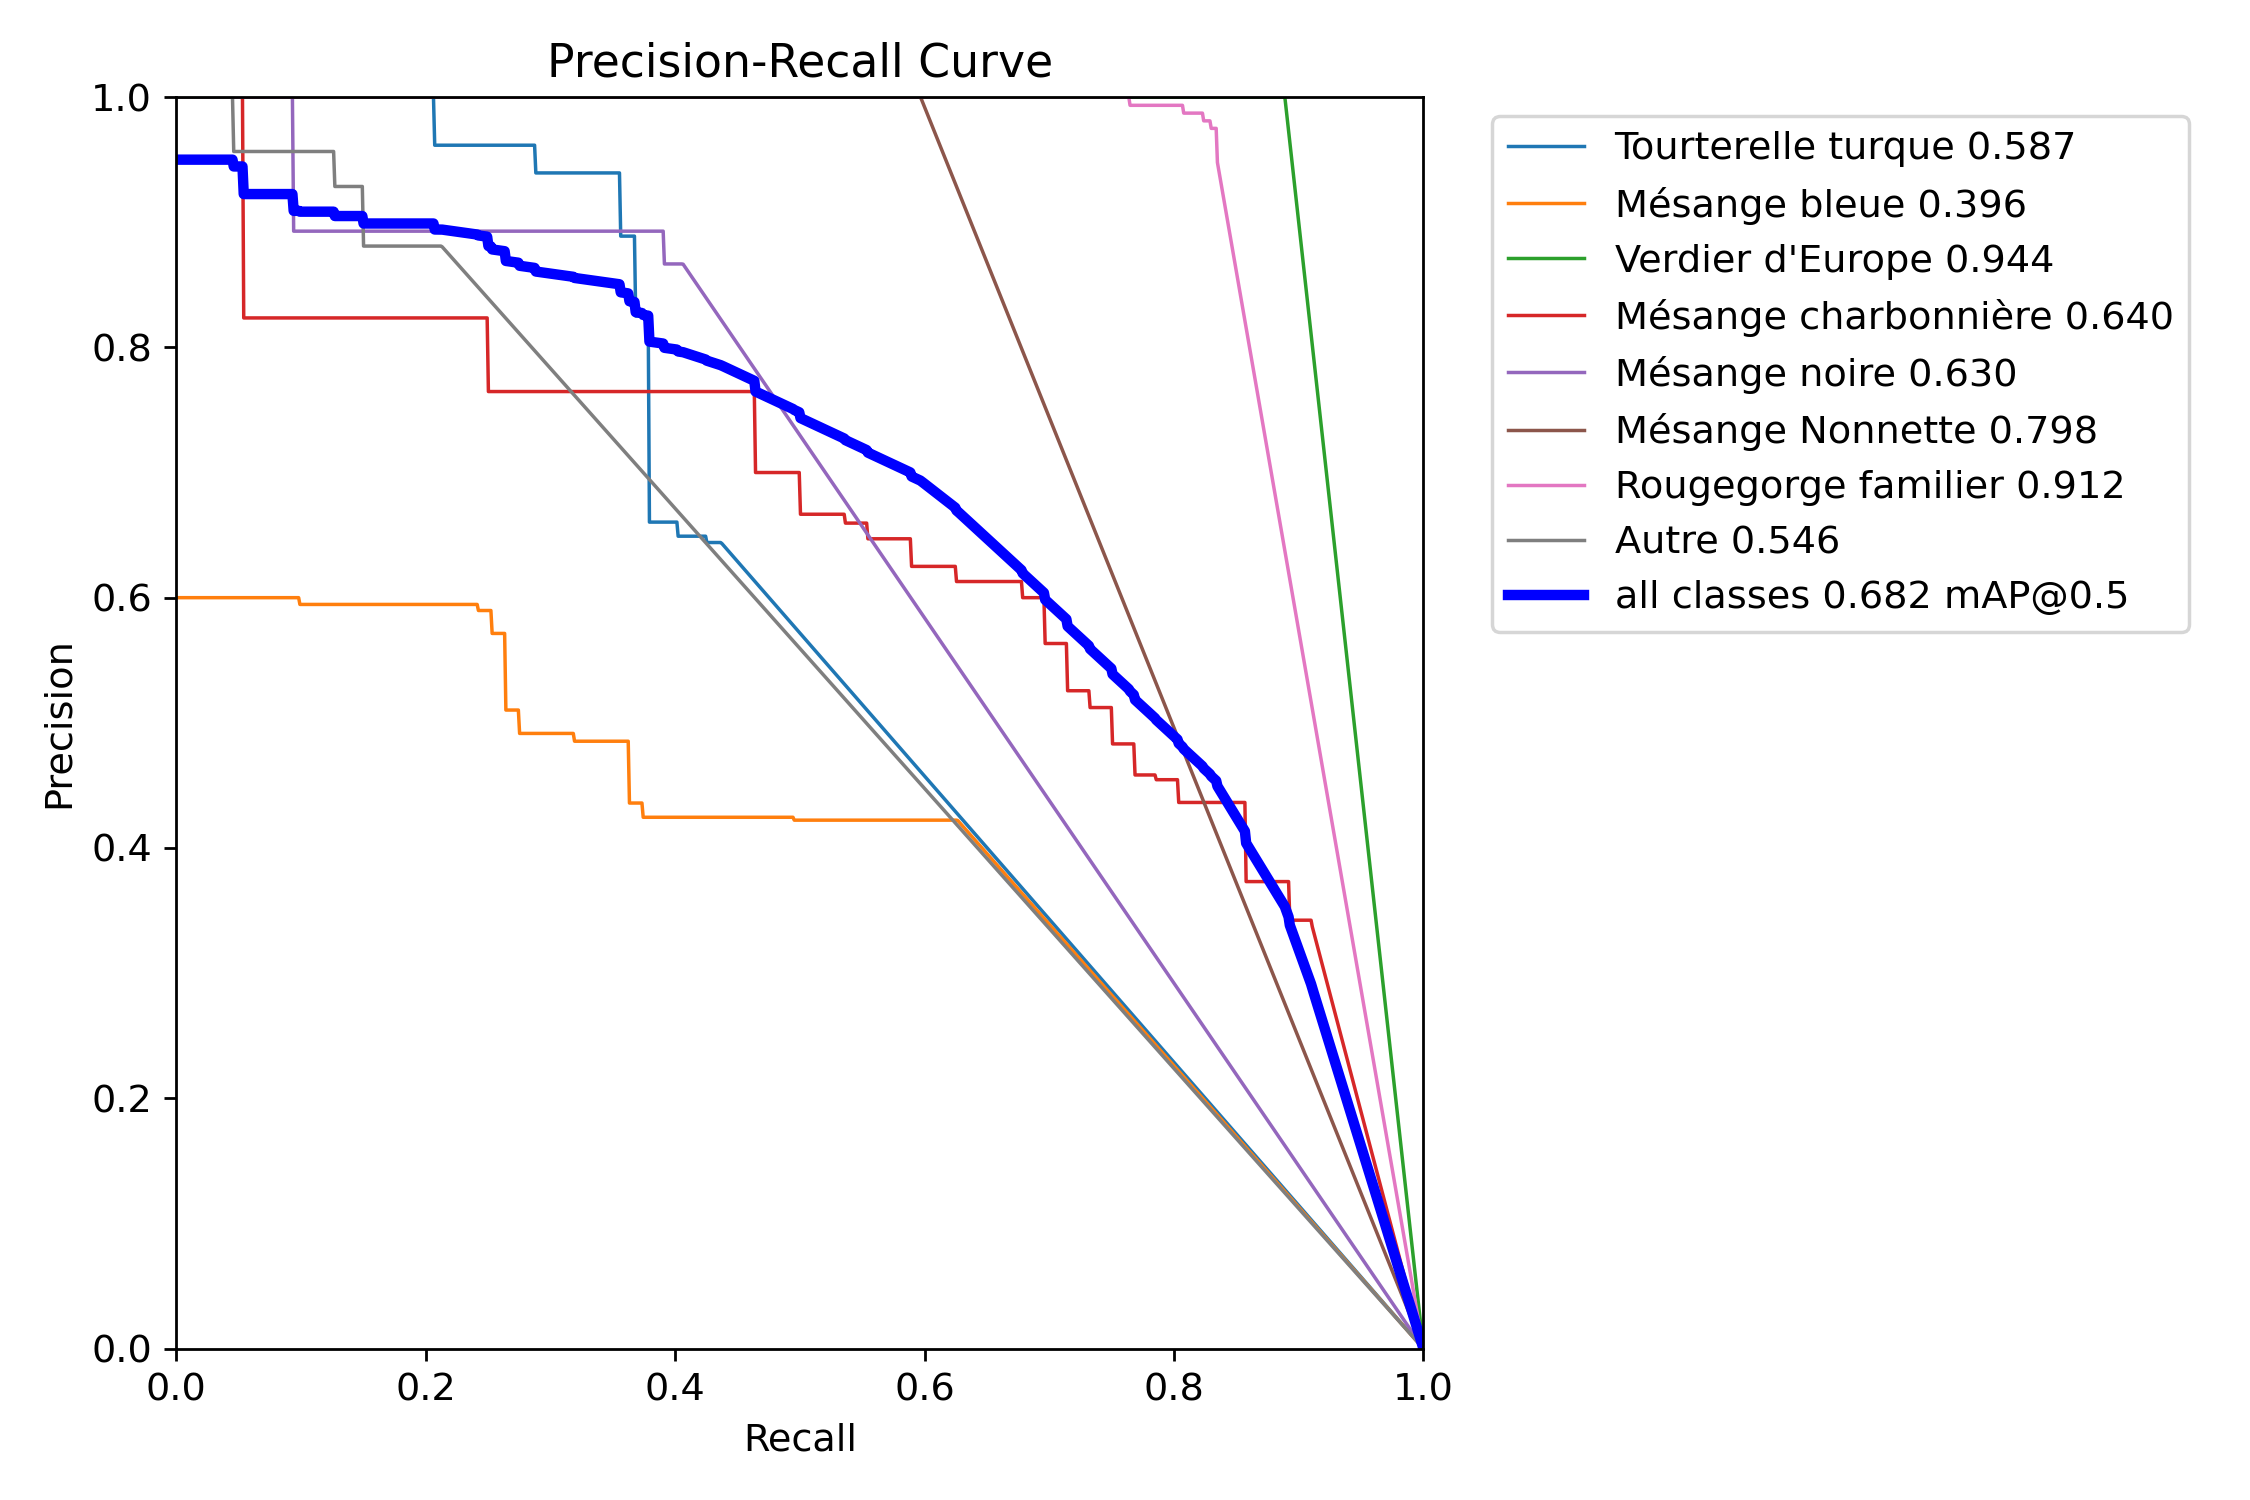 Precision-Recall Curve
1.0
0.8
0.6
0.4
0.2
0.0
Precision
0.0 0.2 0.4 0.6 0.8 1.0
Recall
Tourterelle turque 0.587
Mésange bleue 0.396
Verdier d'Europe 0.944
Mésange charbonnière 0.640
Mésange noire 0.630
Mésange Nonnette 0.798
Rougegorge familier 0.912
Autre 0.546
all classes 0.682 mAP@0.5